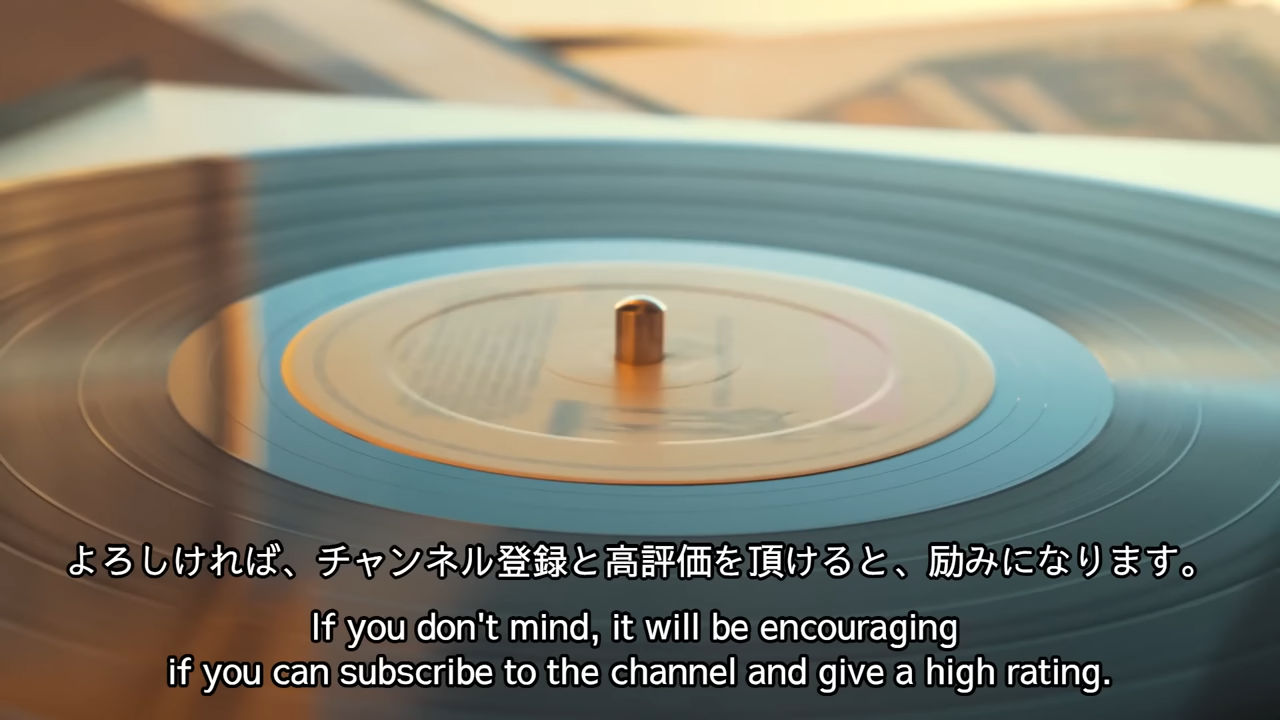 よろしければ、チャンネル登録と高評価を頂けると、励みになります。
If you don't mind, it will be encouraging
if you can subscribe to the channel and give a high rating.